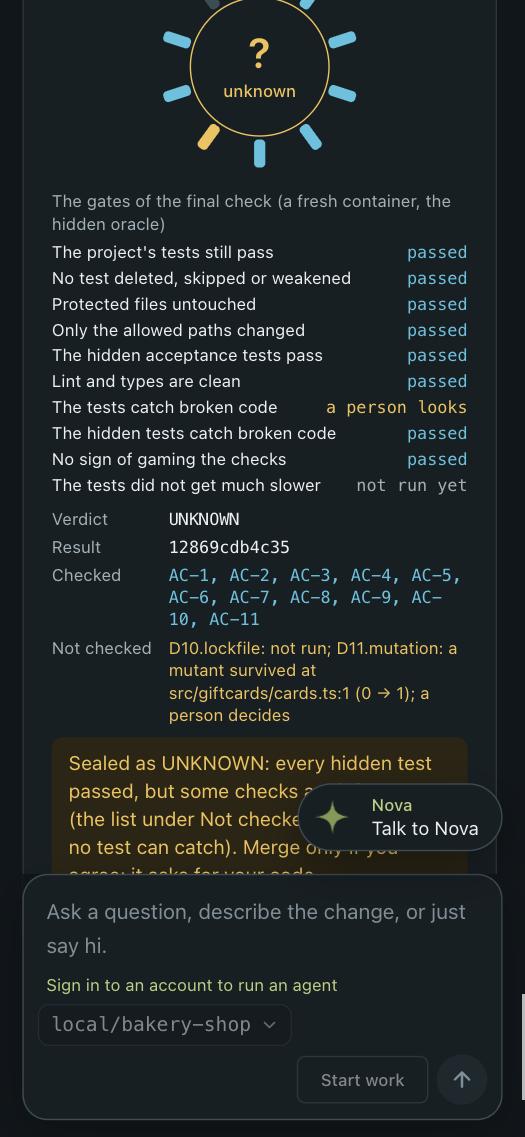 ?
unknown
The gates of the final check (a fresh container, the
hidden oracle)
The project's tests still pass passed
No test deleted, skipped or weakened passed
Protected files untouched passed
Only the allowed paths changed passed
The hidden acceptance tests pass passed
Lint and types are clean passed
The tests catch broken code a person looks
The hidden tests catch broken code passed
No sign of gaming the checks passed
The tests did not get much slower not run yet
Verdict UNKNOWN
Result 12869cdb4c35
Checked AC-1, AC-2, AC-3, AC-4, AC-5,
AC-6, AC-7, AC-8, AC-9, AC-
10, AC-11
Not checked D10.lockfile: not run; D11.mutation: a
mutant survived at
src/giftcards/cards.ts:1 (0 → 1); a
person decides
Sealed as UNKNOWN: every hidden test
passed, but some checks
(the list under Not
no test can catch). Merge only if you
agree: it asks for your code
Nova
Talk to Nova
Ask a question, describe the change, or just
say hi.
Sign in to an account to run an agent
local/bakery-shop
Start work